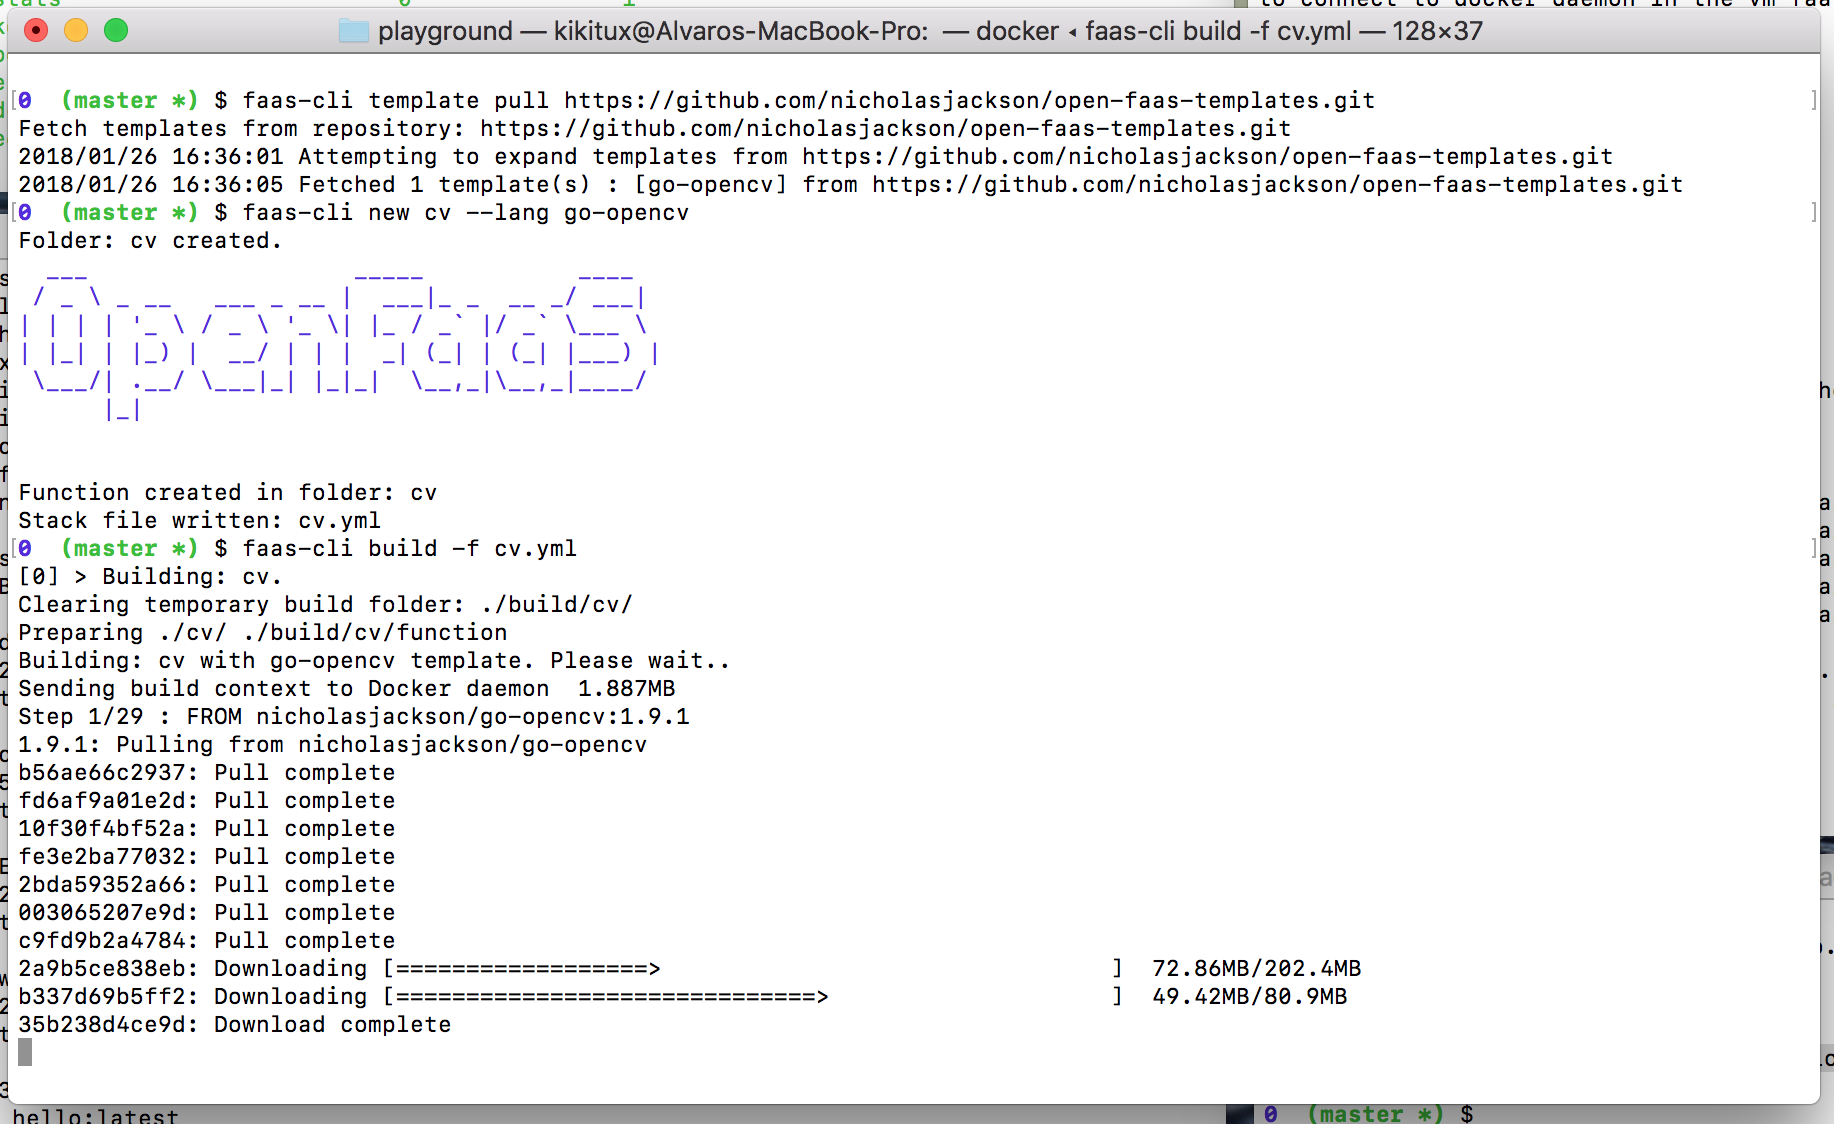 to connect to docker daemon in the vm faa
playground — kikitux@Alvaros-MacBook-Pro: — docker ◂ faas-cli build -f cv.yml — 128×37
[0  (master *) $ faas-cli template pull https://github.com/nicholasjackson/open-faas-templates.git ]
Fetch templates from repository: https://github.com/nicholasjackson/open-faas-templates.git
2018/01/26 16:36:01 Attempting to expand templates from https://github.com/nicholasjackson/open-faas-templates.git
2018/01/26 16:36:05 Fetched 1 template(s) : [go-opencv] from https://github.com/nicholasjackson/open-faas-templates.git
[0  (master *) $ faas-cli new cv --lang go-opencv ]
Folder: cv created.
OpenFaaS
Function created in folder: cv
Stack file written: cv.yml
[0  (master *) $ faas-cli build -f cv.yml ]
[0] > Building: cv.
Clearing temporary build folder: ./build/cv/
Preparing ./cv/ ./build/cv/function
Building: cv with go-opencv template. Please wait..
Sending build context to Docker daemon  1.887MB
Step 1/29 : FROM nicholasjackson/go-opencv:1.9.1
1.9.1: Pulling from nicholasjackson/go-opencv
b56ae66c2937: Pull complete
fd6af9a01e2d: Pull complete
10f30f4bf52a: Pull complete
fe3e2ba77032: Pull complete
2bda59352a66: Pull complete
003065207e9d: Pull complete
c9fd9b2a4784: Pull complete
2a9b5ce838eb: Downloading [==================>                                ]  72.86MB/202.4MB
b337d69b5ff2: Downloading [==============================>                    ]  49.42MB/80.9MB
35b238d4ce9d: Download complete
hello:latest
0  (master *) $